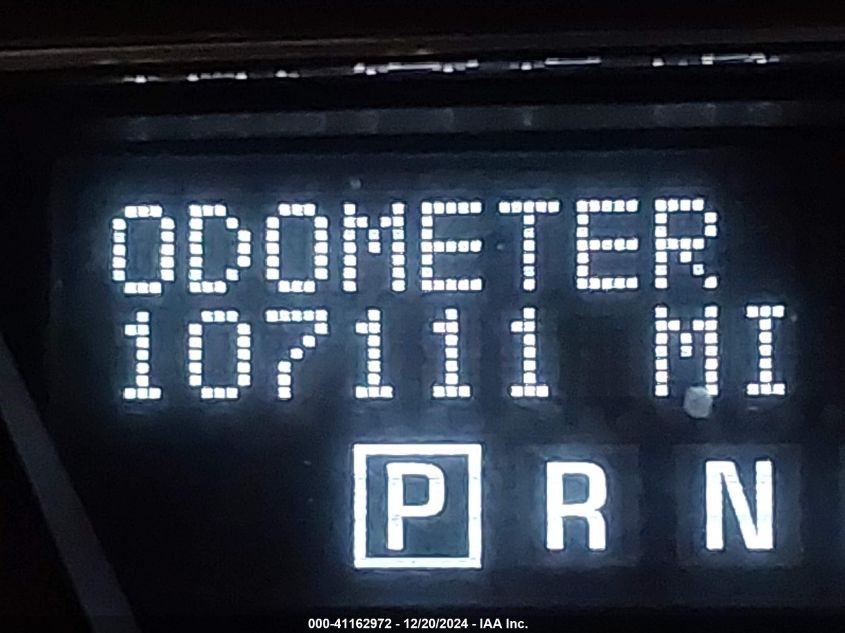 ODOMETER
107111 MI
P R N
000-41162972 - 12/20/2024 - IAA Inc.